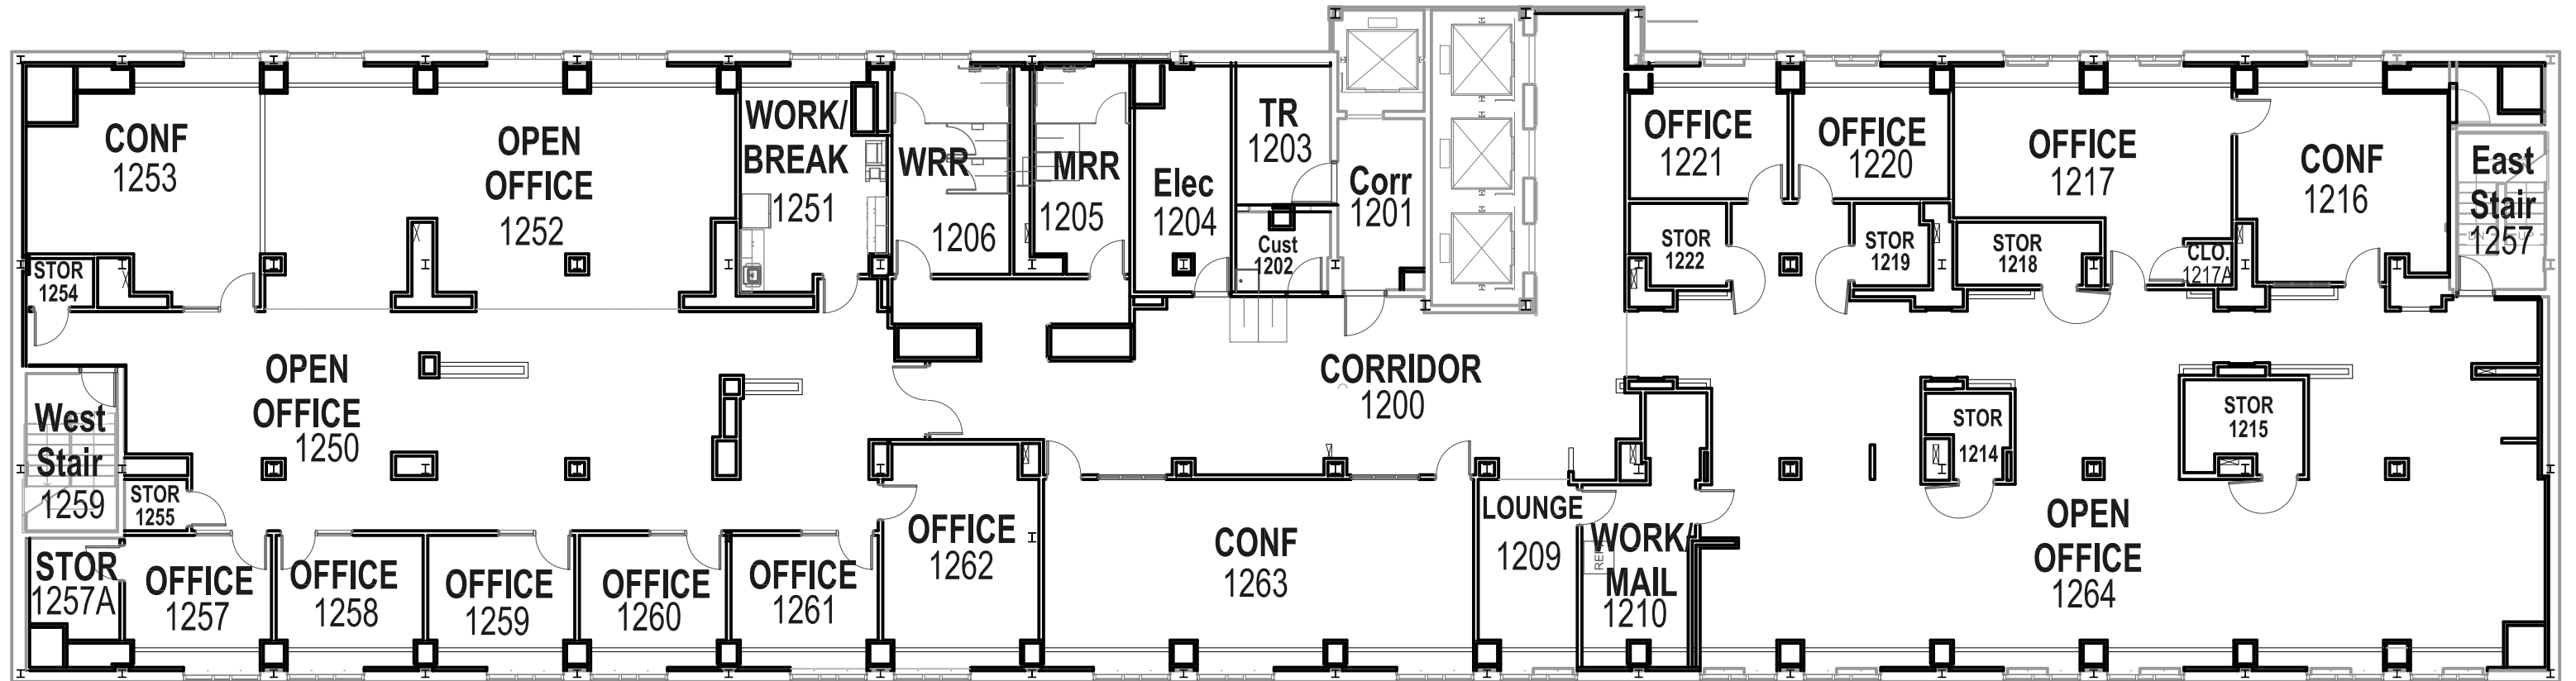 CONF
1253
OPEN
OFFICE
1252
WORK/
BREAK
1251
WRR
1206
MRR
1205
Elec
1204
TR
1203
Cust
1202
Corr
1201
OFFICE
1221
OFFICE
1220
OFFICE
1217
CONF
1216
East
Stair
1257
DN
UP
STOR
1222
STOR
1219
STOR
1218
CLO.
1217A
STOR
1254
OPEN
OFFICE
1250
CORRIDOR
1200
West
Stair
1259
STOR
1255
STOR
1214
STOR
1215
STOR
1257A
OFFICE
1257
OFFICE
1258
OFFICE
1259
OFFICE
1260
OFFICE
1261
OFFICE
1262
CONF
1263
LOUNGE
1209
REF
WORK/
MAIL
1210
OPEN
OFFICE
1264